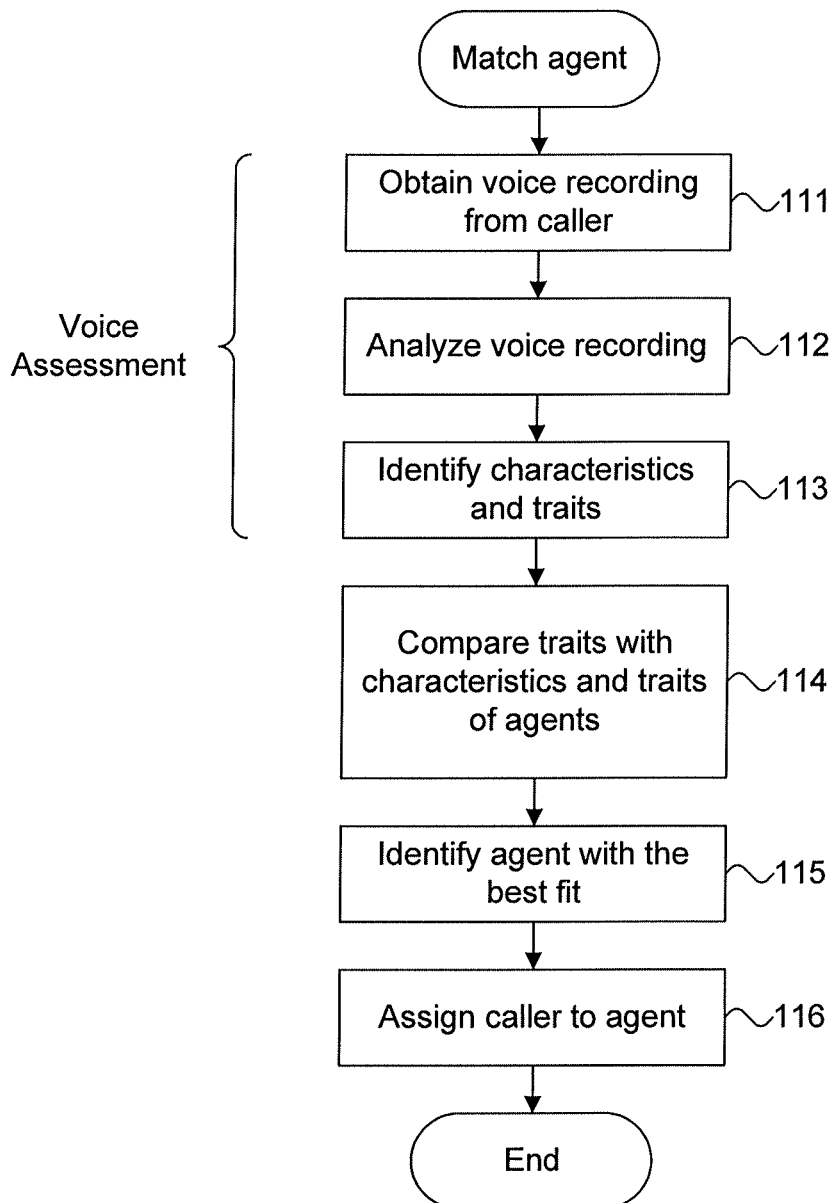 Match agent
Obtain voice recording
from caller
111
Voice
Assessment
Analyze voice recording
112
Identify characteristics
and traits
113
Compare traits with
characteristics and traits
of agents
114
Identify agent with the
best fit
115
Assign caller to agent
116
End